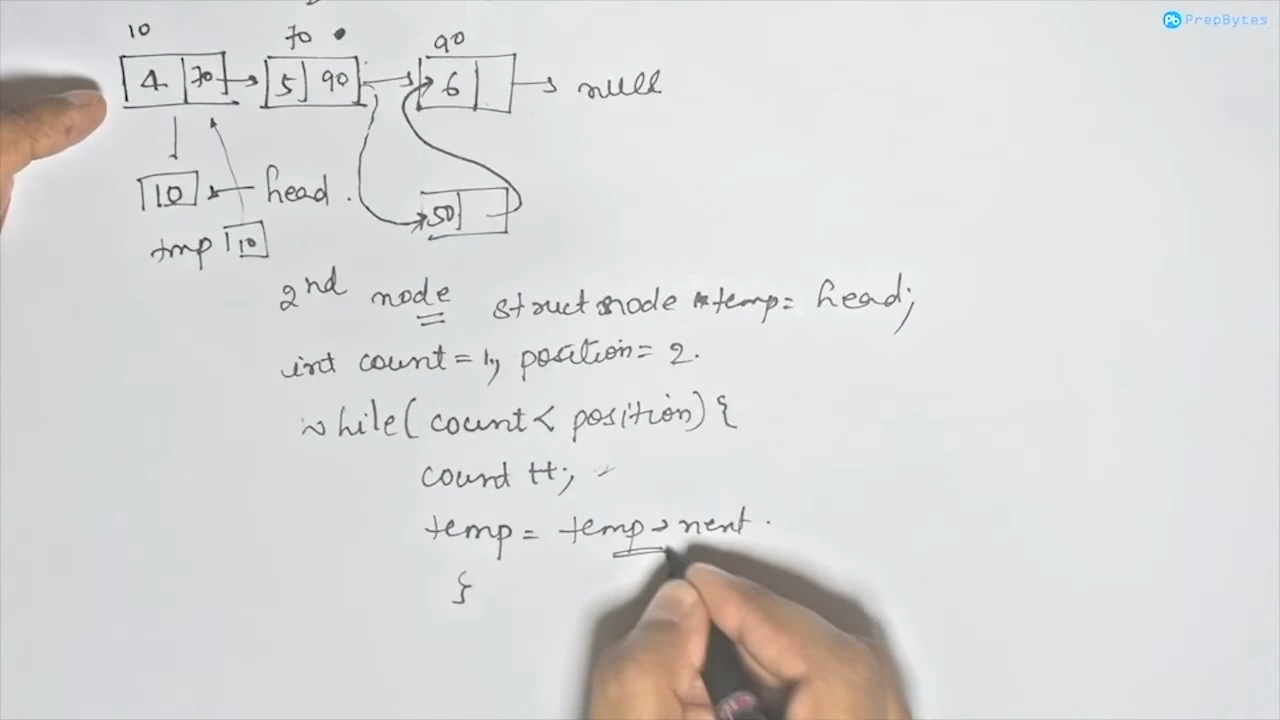 PrepBytes
10 70 90
4 70 → 5 90 → 6 → null
10 ← head .
50
tmp 10
2nd node struct node *temp = head;
int count = 1, position = 2.
while( count < position) {
count ++;
temp = temp → next .
}